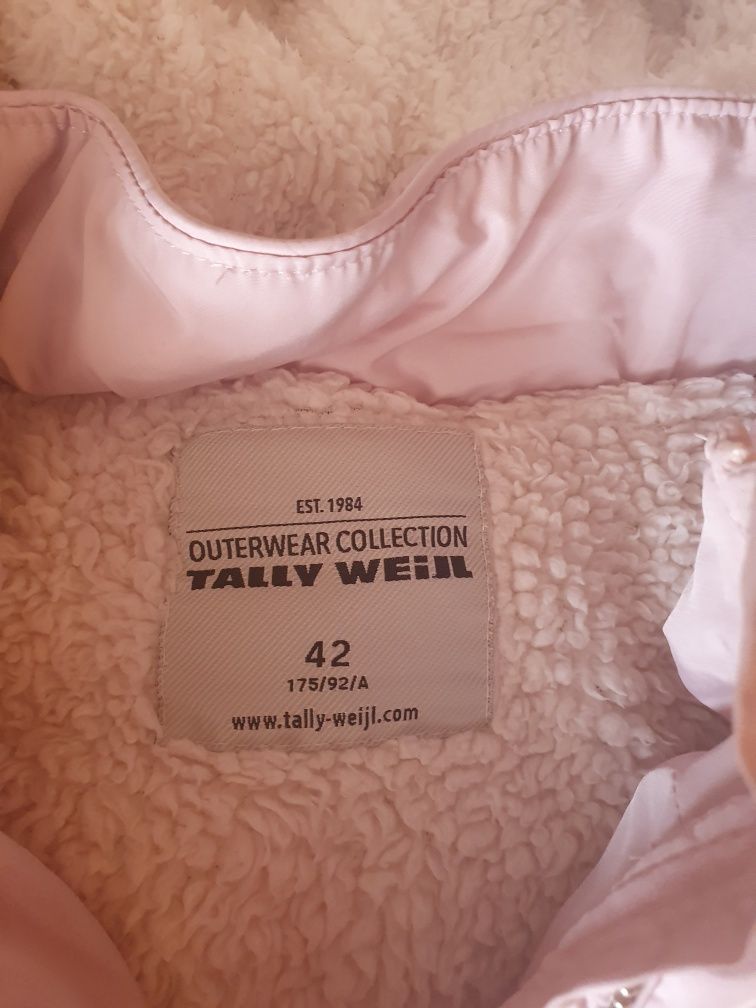 EST. 1984
OUTERWEAR COLLECTION
TALLY WEiJL
42
175/92/A
www.tally-weijl.com